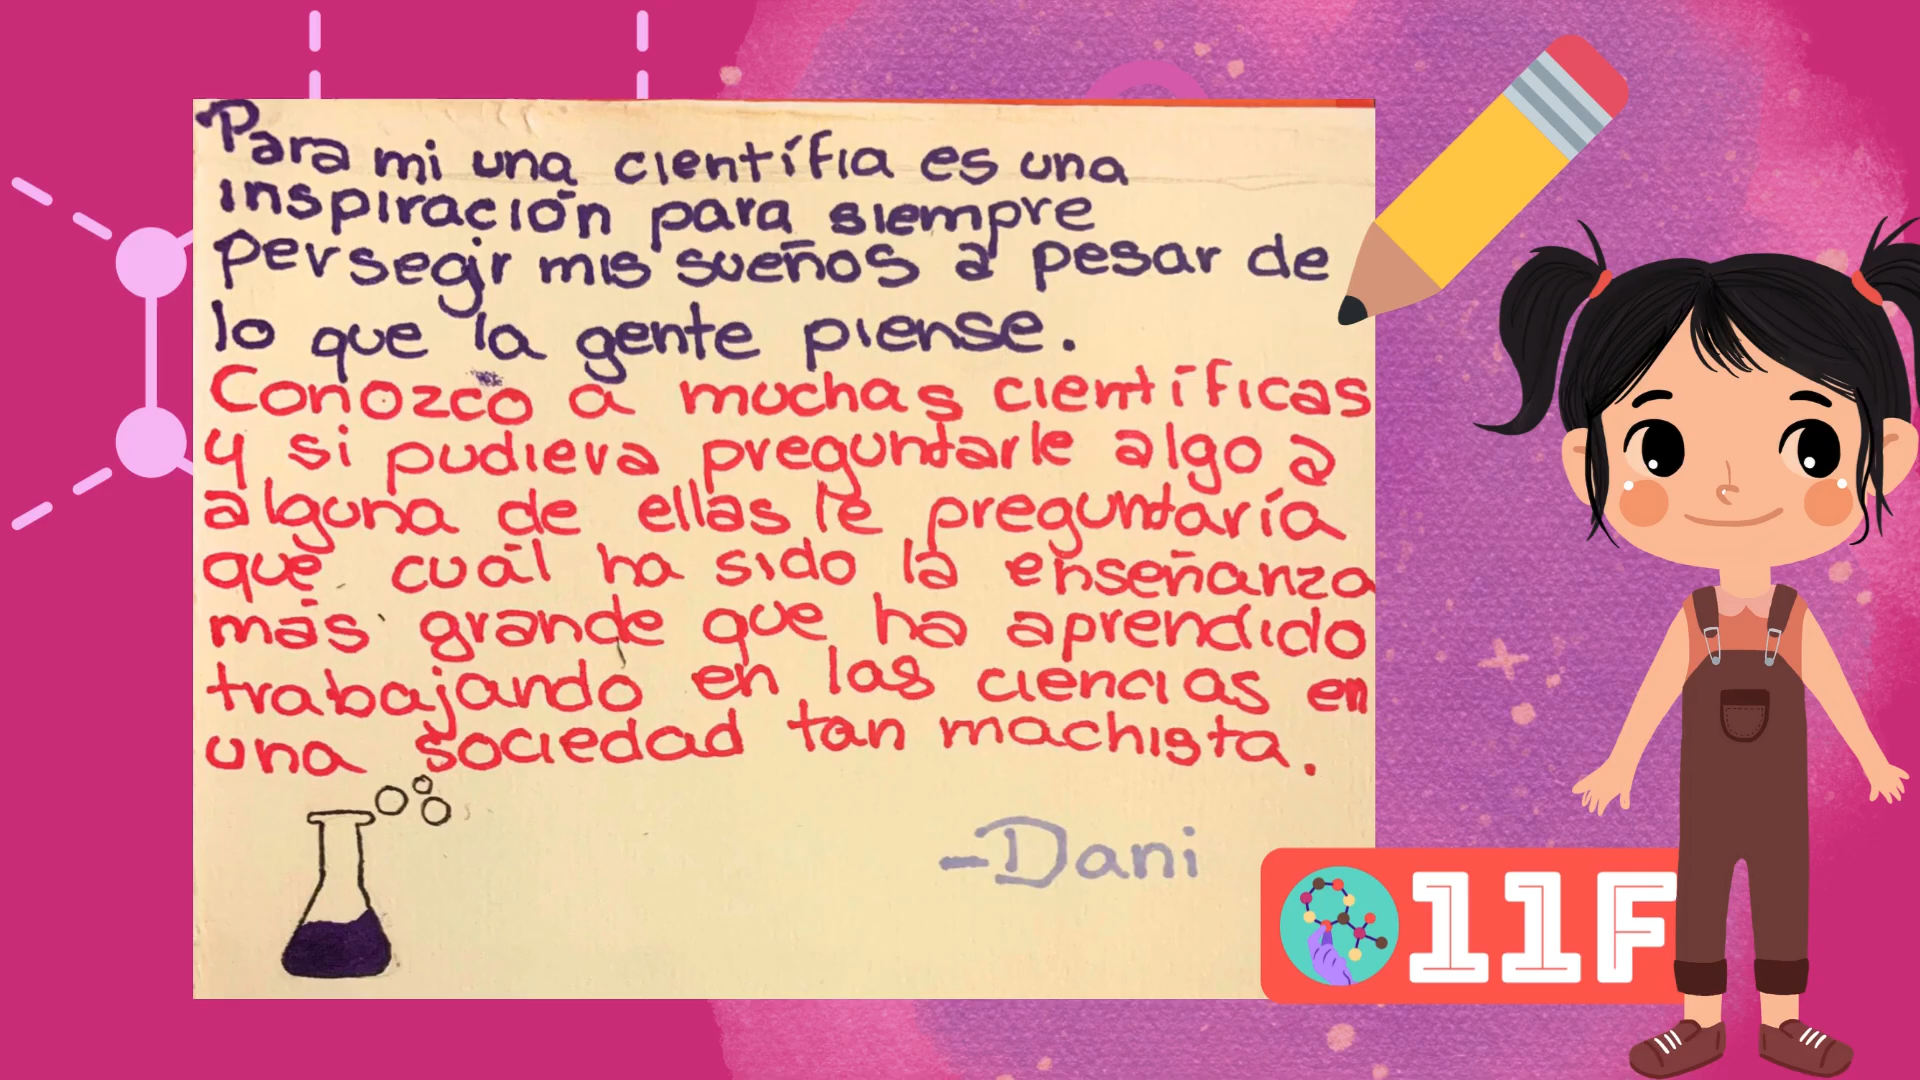 Para mi una cientifia es una
inspiración para siempre
persegir mis sueños a pesar de
lo que la gente piense.
Conozco a muchas científicas
y si pudiera preguntarle algo a
alguna de ellas le preguntaría
que cuál ha sido la enseñanza
más grande que ha aprendido
trabajando en las ciencias en
una sociedad tan machista.
-Dani
11F